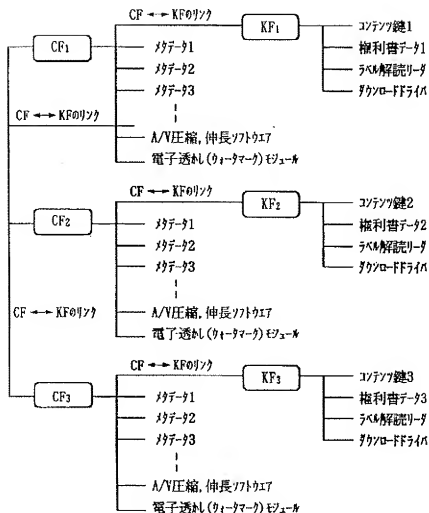 CF ←→ KFのリンク
CF1
KF1
コンテンツ鍵1
権利書データ1
ラベル解読リーダ
ダウンロードドライバ
メタデータ1
メタデータ2
メタデータ3
CF ←→ KFのリンク
A/V圧縮,伸長ソフトウエア
電子透かし(ウォータマーク)モジュール
CF ←→ KFのリンク
CF2
KF2
コンテンツ鍵2
権利書データ2
ラベル解読リーダ
ダウンロードドライバ
メタデータ1
メタデータ2
メタデータ3
CF ←→ KFのリンク
A/V圧縮,伸長ソフトウエア
電子透かし(ウォータマーク)モジュール
CF ←→ KFのリンク
CF3
KF3
コンテンツ鍵3
権利書データ3
ラベル解読リーダ
ダウンロードドライバ
メタデータ1
メタデータ2
メタデータ3
A/V圧縮,伸長ソフトウエア
電子透かし(ウォータマーク)モジュール